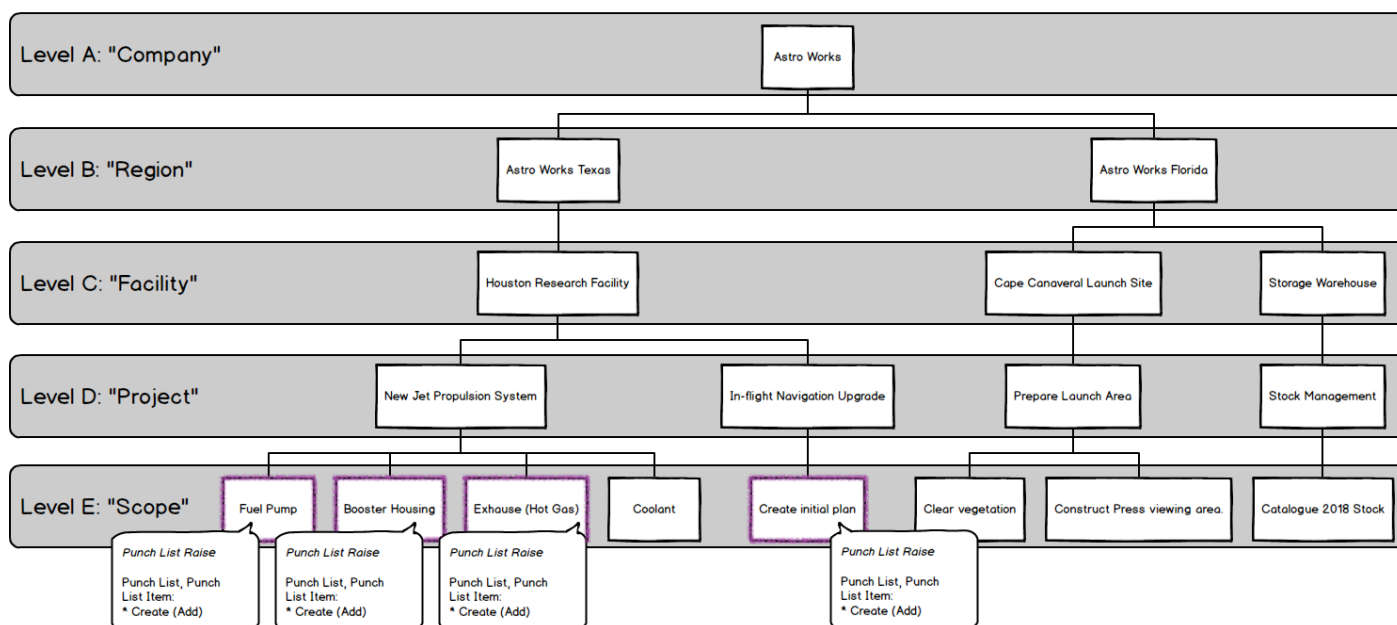 Level A: "Company"
Astro Works
Level B: "Region"
Astro Works Texas
Astro Works Florida
Level C: "Facility"
Houston Research Facility
Cape Canaveral Launch Site
Storage Warehouse
Level D: "Project"
New Jet Propulsion System
In-flight Navigation Upgrade
Prepare Launch Area
Stock Management
Level E: "Scope"
Fuel Pump
Booster Housing
Exhause (Hot Gas)
Coolant
Create initial plan
Clear vegetation
Construct Press viewing area.
Catalogue 2018 Stock
Punch List Raise
Punch List, Punch
List Item:
* Create (Add)
Punch List Raise
Punch List, Punch
List Item:
* Create (Add)
Punch List Raise
Punch List, Punch
List Item:
* Create (Add)
Punch List Raise
Punch List, Punch
List Item:
* Create (Add)